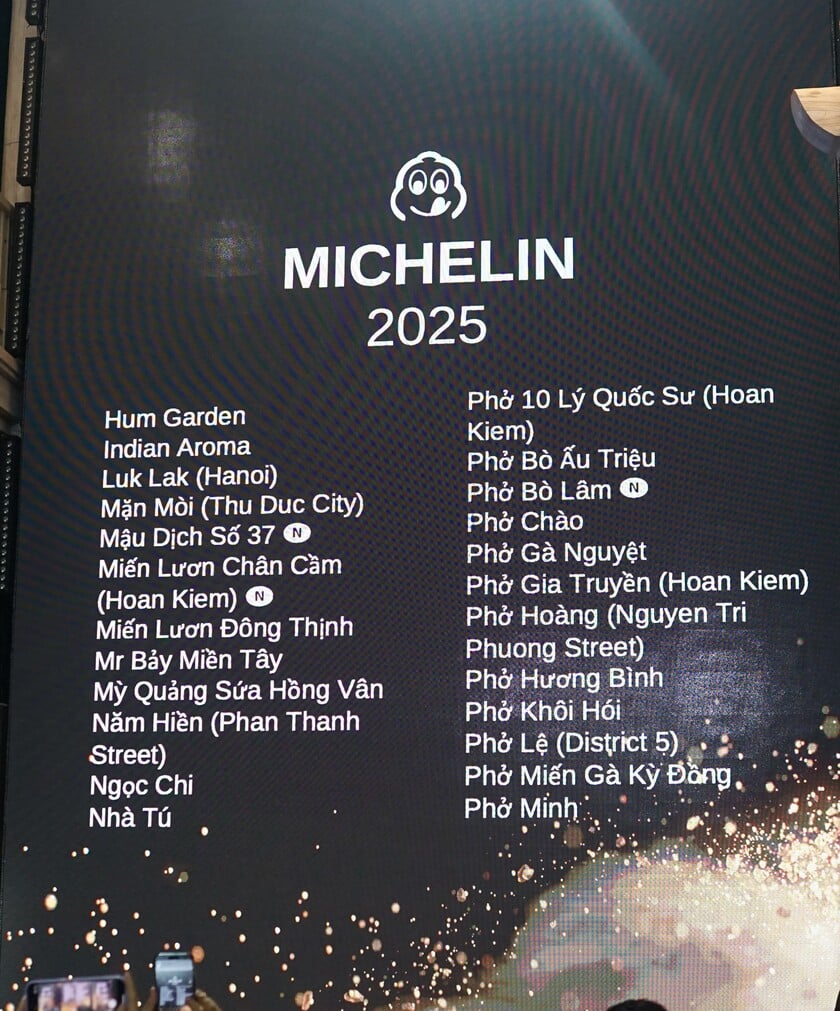 MICHELIN
2025
Hum Garden
Indian Aroma
Luk Lak (Hanoi)
Mặn Mòi (Thu Duc City)
Mậu Dịch Số 37 N
Miến Lươn Chân Cầm
(Hoan Kiem) N
Miến Lươn Đông Thịnh
Mr Bảy Miền Tây
Mỳ Quảng Sứa Hồng Vân
Năm Hiền (Phan Thanh
Street)
Ngọc Chi
Nhà Tú
Phở 10 Lý Quốc Sư (Hoan
Kiem)
Phở Bò Ấu Triệu
Phở Bò Lâm N
Phở Chào
Phở Gà Nguyệt
Phở Gia Truyền (Hoan Kiem)
Phở Hoàng (Nguyen Tri
Phuong Street)
Phở Hương Bình
Phở Khôi Hói
Phở Lệ (District 5)
Phở Miến Gà Kỳ Đồng
Phở Minh